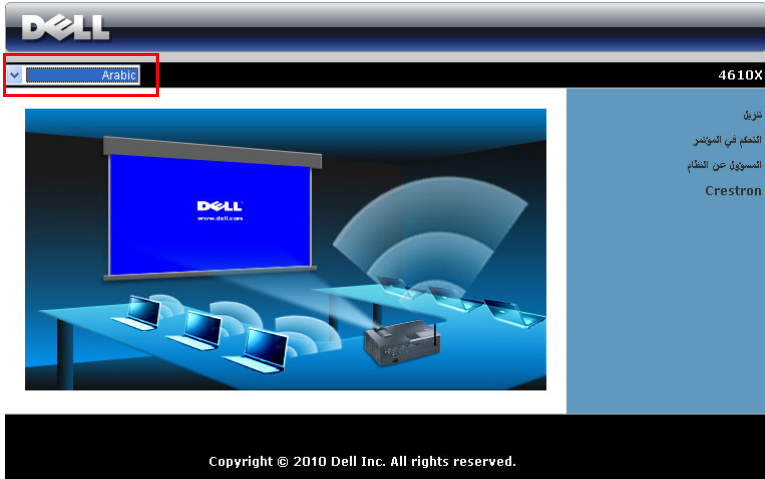 DELL
Arabic
4610X
تنزيل
التحكم في المؤتمر
المسؤول عن النظام
Crestron
DELL
www.dell.com
Copyright © 2010 Dell Inc. All rights reserved.